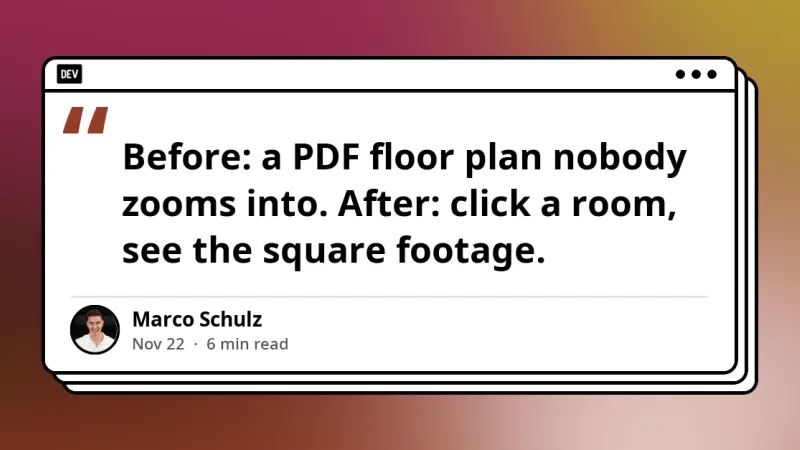 DEV
“
Before: a PDF floor plan nobody
zooms into. After: click a room,
see the square footage.
Marco Schulz
Nov 22 · 6 min read